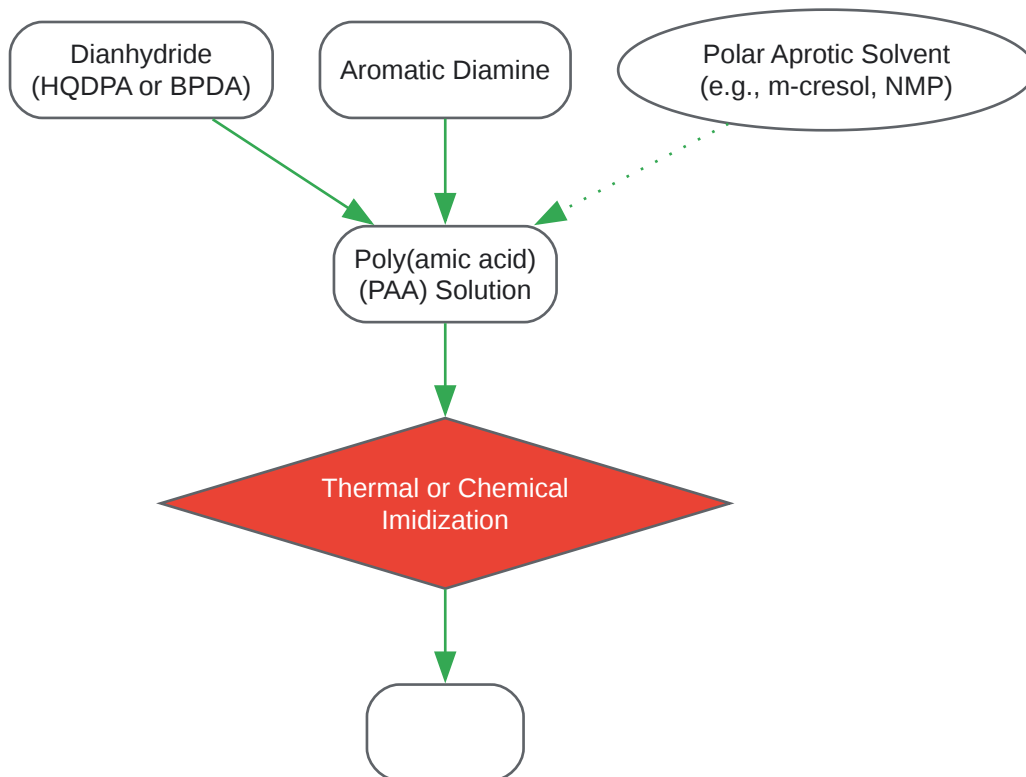 Dianhydride
(HQDPA or BPDA)
Aromatic Diamine
Polar Aprotic Solvent
(e.g., m-cresol, NMP)
Poly(amic acid)
(PAA) Solution
Thermal or Chemical
Imidization